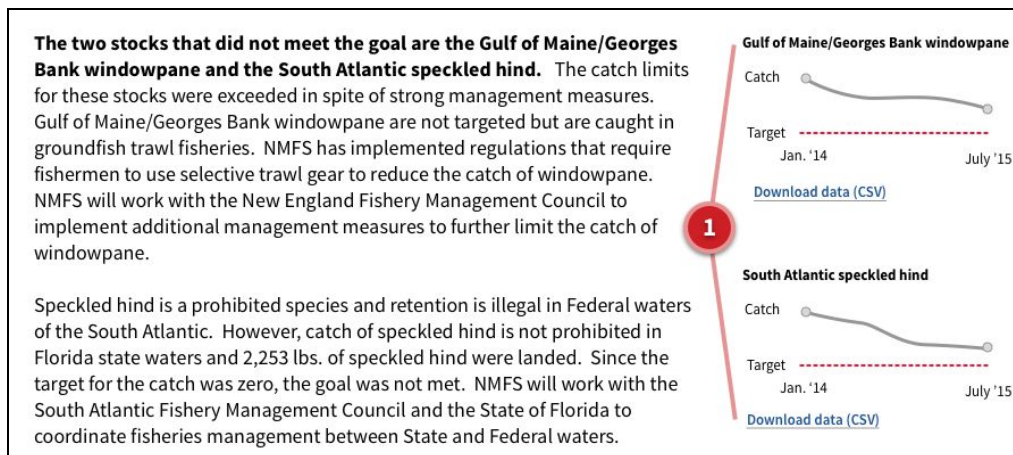 The two stocks that did not meet the goal are the Gulf of Maine/Georges
Bank windowpane and the South Atlantic speckled hind. The catch limits
for these stocks were exceeded in spite of strong management measures.
Gulf of Maine/Georges Bank windowpane are not targeted but are caught in
groundfish trawl fisheries. NMFS has implemented regulations that require
fishermen to use selective trawl gear to reduce the catch of windowpane.
NMFS will work with the New England Fishery Management Council to
implement additional management measures to further limit the catch of
windowpane.
Speckled hind is a prohibited species and retention is illegal in Federal waters
of the South Atlantic. However, catch of speckled hind is not prohibited in
Florida state waters and 2,253 lbs. of speckled hind were landed. Since the
target for the catch was zero, the goal was not met. NMFS will work with the
South Atlantic Fishery Management Council and the State of Florida to
coordinate fisheries management between State and Federal waters.
1
Gulf of Maine/Georges Bank windowpane
Catch
Target
Jan. ‘14
July ‘15
Download data (CSV)
South Atlantic speckled hind
Catch
Target
Jan. ‘14
July ‘15
Download data (CSV)